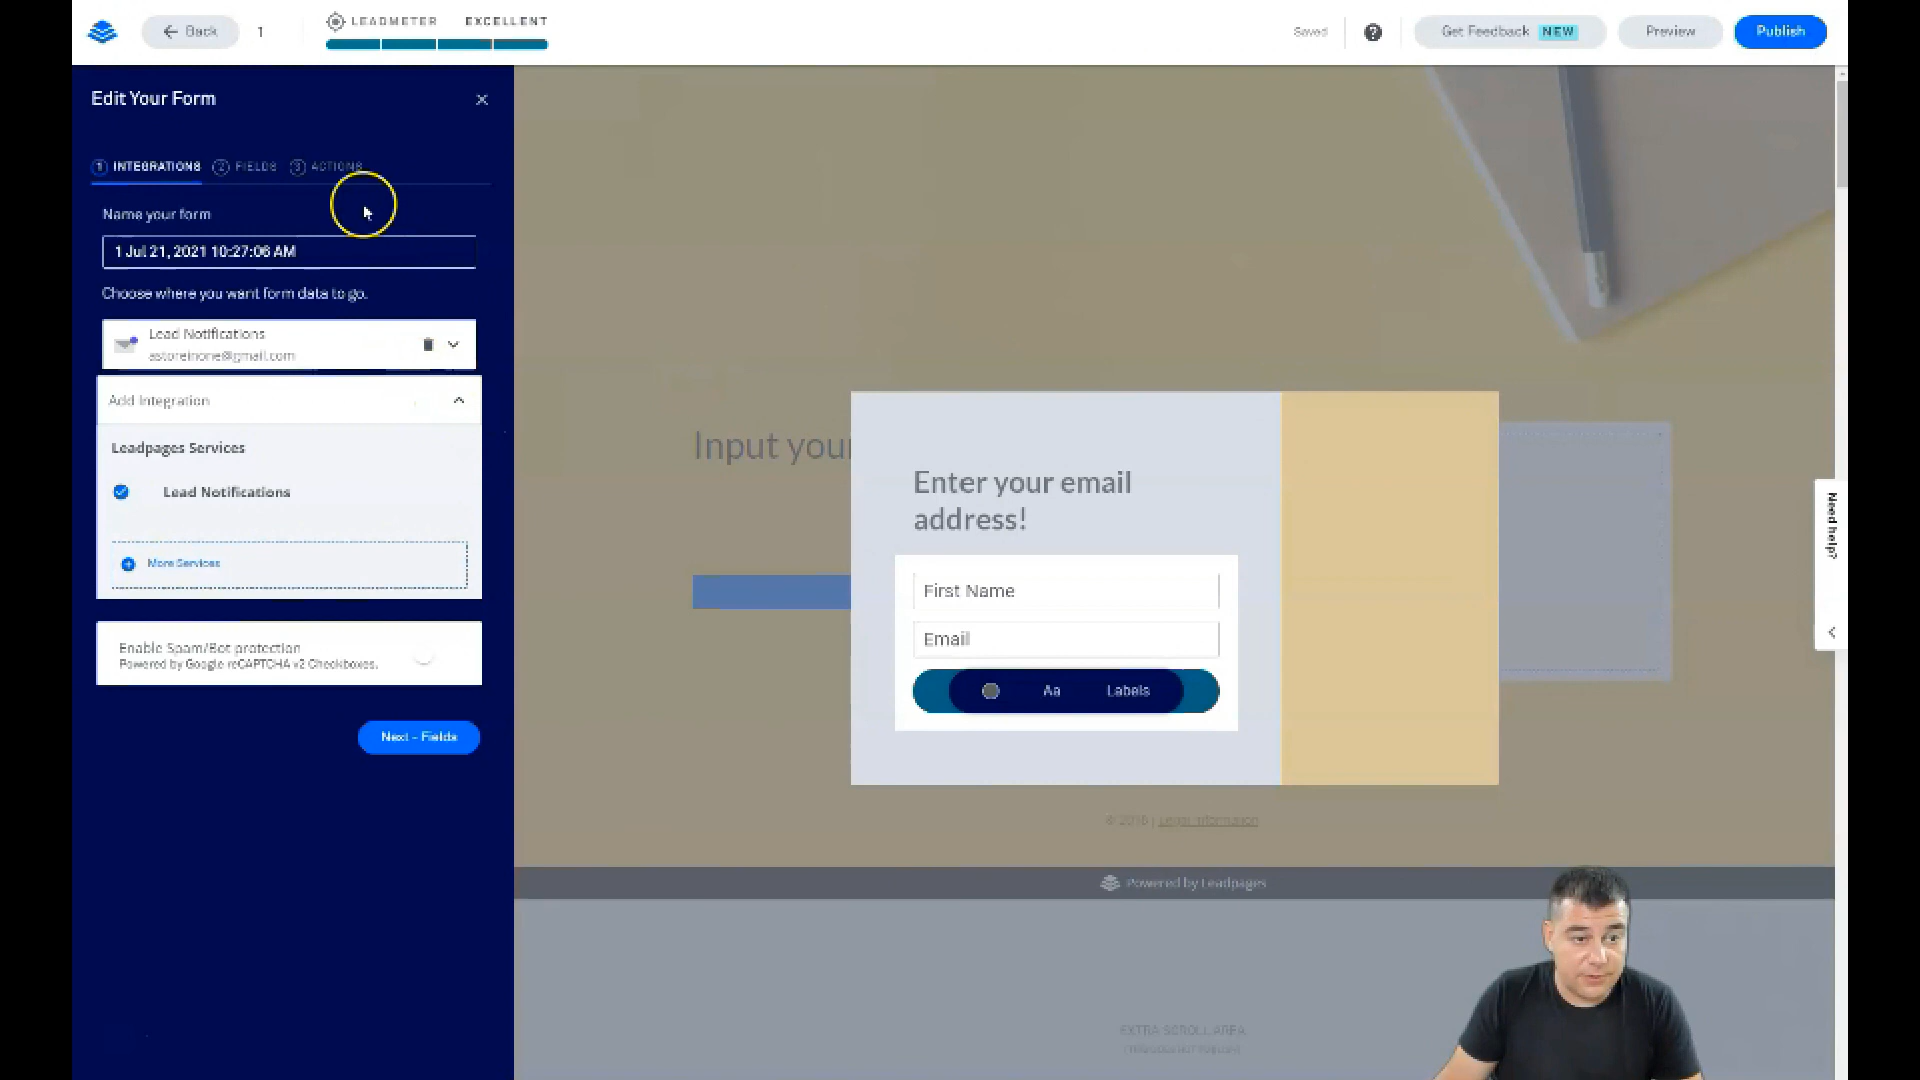 Back
1
LEADMETER
EXCELLENT
Saved
?
Get Feedback NEW
Preview
Publish
Edit Your Form
1 INTEGRATIONS
2 FIELDS
3 ACTIONS
Name your form
1 Jul 21, 2021 10:27:06 AM
Choose where you want form data to go.
Lead Notifications
astoreinone@gmail.com
Add Integration
Leadpages Services
Lead Notifications
More Services
Enable Spam/Bot protection
Powered by Google reCAPTCHA v2 Checkboxes.
Next - Fields
Input your
Enter your email
address!
First Name
Email
Aa
Labels
© 2016 | Legal Information
Powered by Leadpages
EXTRA SCROLL AREA
Need help?